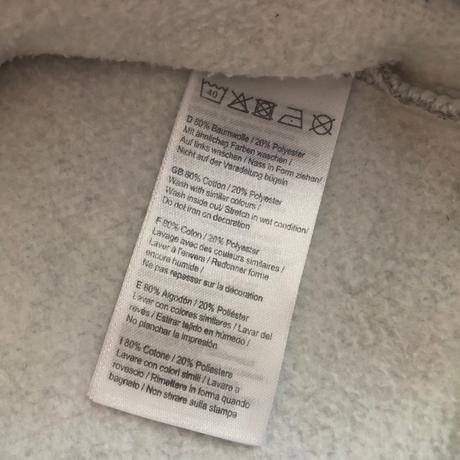 40
D 80% Baumwolle / 20% Polyester
Mit ähnlichen Farben waschen /
Auf links waschen / Nass in Form ziehen/
Nicht auf der Veredelung bügeln
GB 80% Cotton / 20% Polyester
Wash with similar colours /
Wash inside out/ Stretch in wet condition/
Do not iron on decoration
F 80% Coton / 20% Polyester
Lavage avec des couleurs similaires /
Laver à l'envers / Redonner forme
encore humide /
Ne pas repasser sur la décoration
E 80% Algodón / 20% Poliéster
Lavar con colores similares / Lavar del
revés / Estirar tejido en húmedo /
No planchar la impresión
I 80% Cotone / 20% Poliestere
Lavare con colori simili / Lavare a
rovescio / Rimettere in forma quando
bagnato / Non stirare sulla stampa